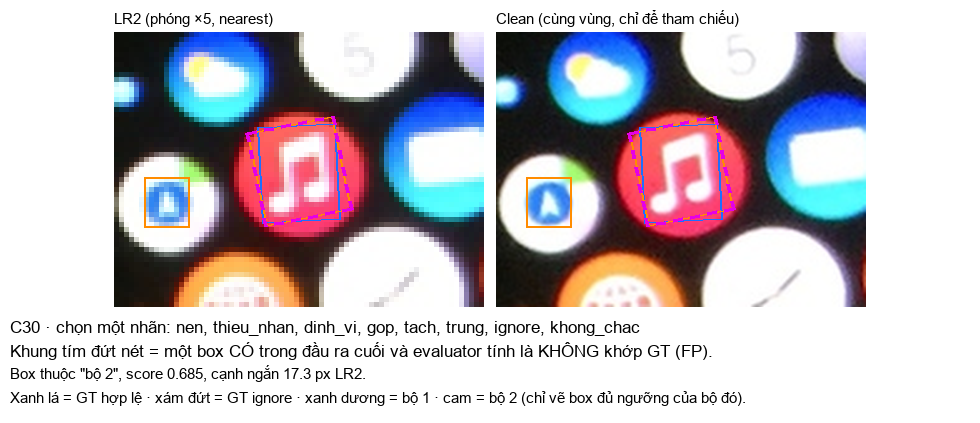 LR2 (phóng ×5, nearest)
Clean (cùng vùng, chỉ để tham chiếu)
5
5
C30 · chọn một nhãn: nen, thieu_nhan, dinh_vi, gop, tach, trung, ignore, khong_chac
Khung tím đứt nét = một box CÓ trong đầu ra cuối và evaluator tính là KHÔNG khớp GT (FP).
Box thuộc "bộ 2", score 0.685, cạnh ngắn 17.3 px LR2.
Xanh lá = GT hợp lệ · xám đứt = GT ignore · xanh dương = bộ 1 · cam = bộ 2 (chỉ vẽ box đủ ngưỡng của bộ đó).